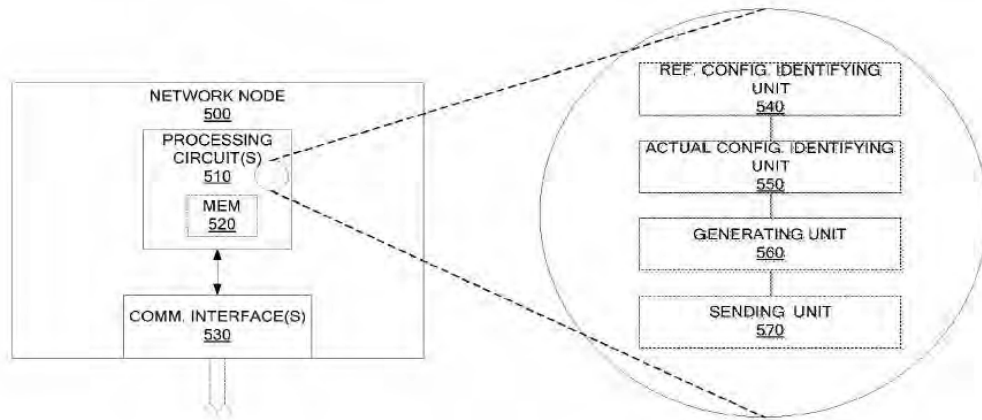 NETWORK NODE
500
PROCESSING
CIRCUIT(S)
510
MEM
520
COMM. INTERFACE(S)
530
REF. CONFIG. IDENTIFYING
UNIT
540
ACTUAL CONFIG. IDENTIFYING
UNIT
550
GENERATING UNIT
560
SENDING UNIT
570